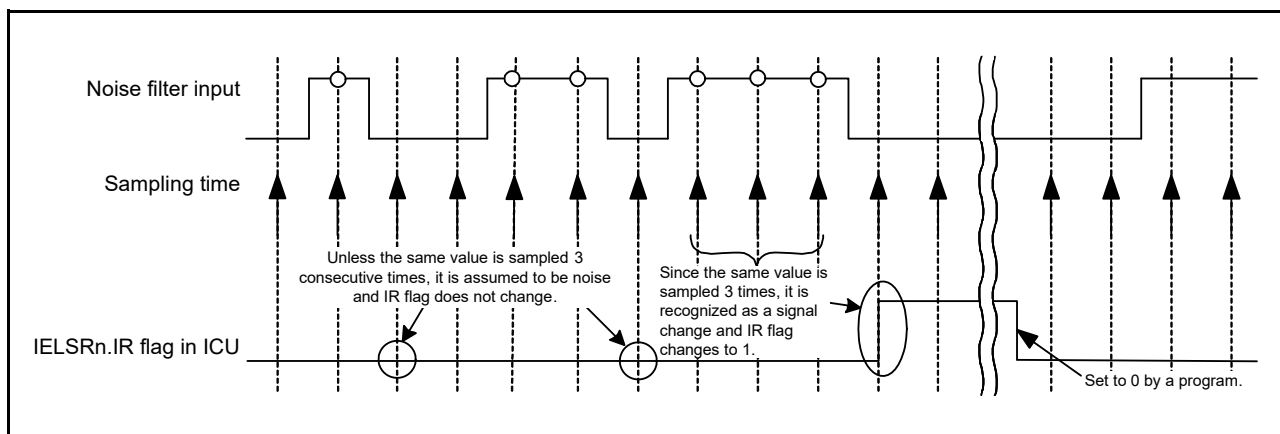 Noise filter input
Sampling time
Unless the same value is sampled 3
consecutive times, it is assumed to be noise
and IR flag does not change.
Since the same value is
sampled 3 times, it is
recognized as a signal
change and IR flag
changes to 1.
IELSRn.IR flag in ICU
Set to 0 by a program.